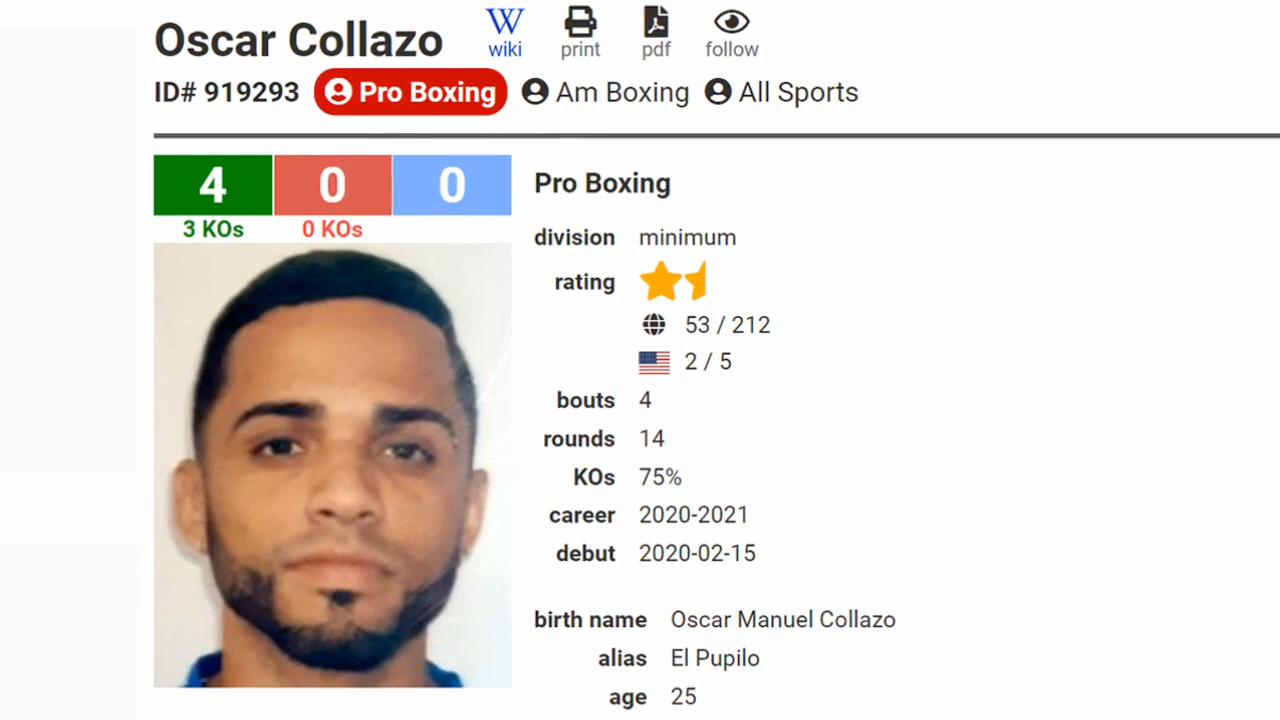 Oscar Collazo
W
wiki
print
pdf
follow
ID# 919293 Pro Boxing Am Boxing All Sports
4 0 0
3 KOs 0 KOs
Pro Boxing
division minimum
rating
53 / 212
2 / 5
bouts 4
rounds 14
KOs 75%
career 2020-2021
debut 2020-02-15
birth name Oscar Manuel Collazo
alias El Pupilo
age 25